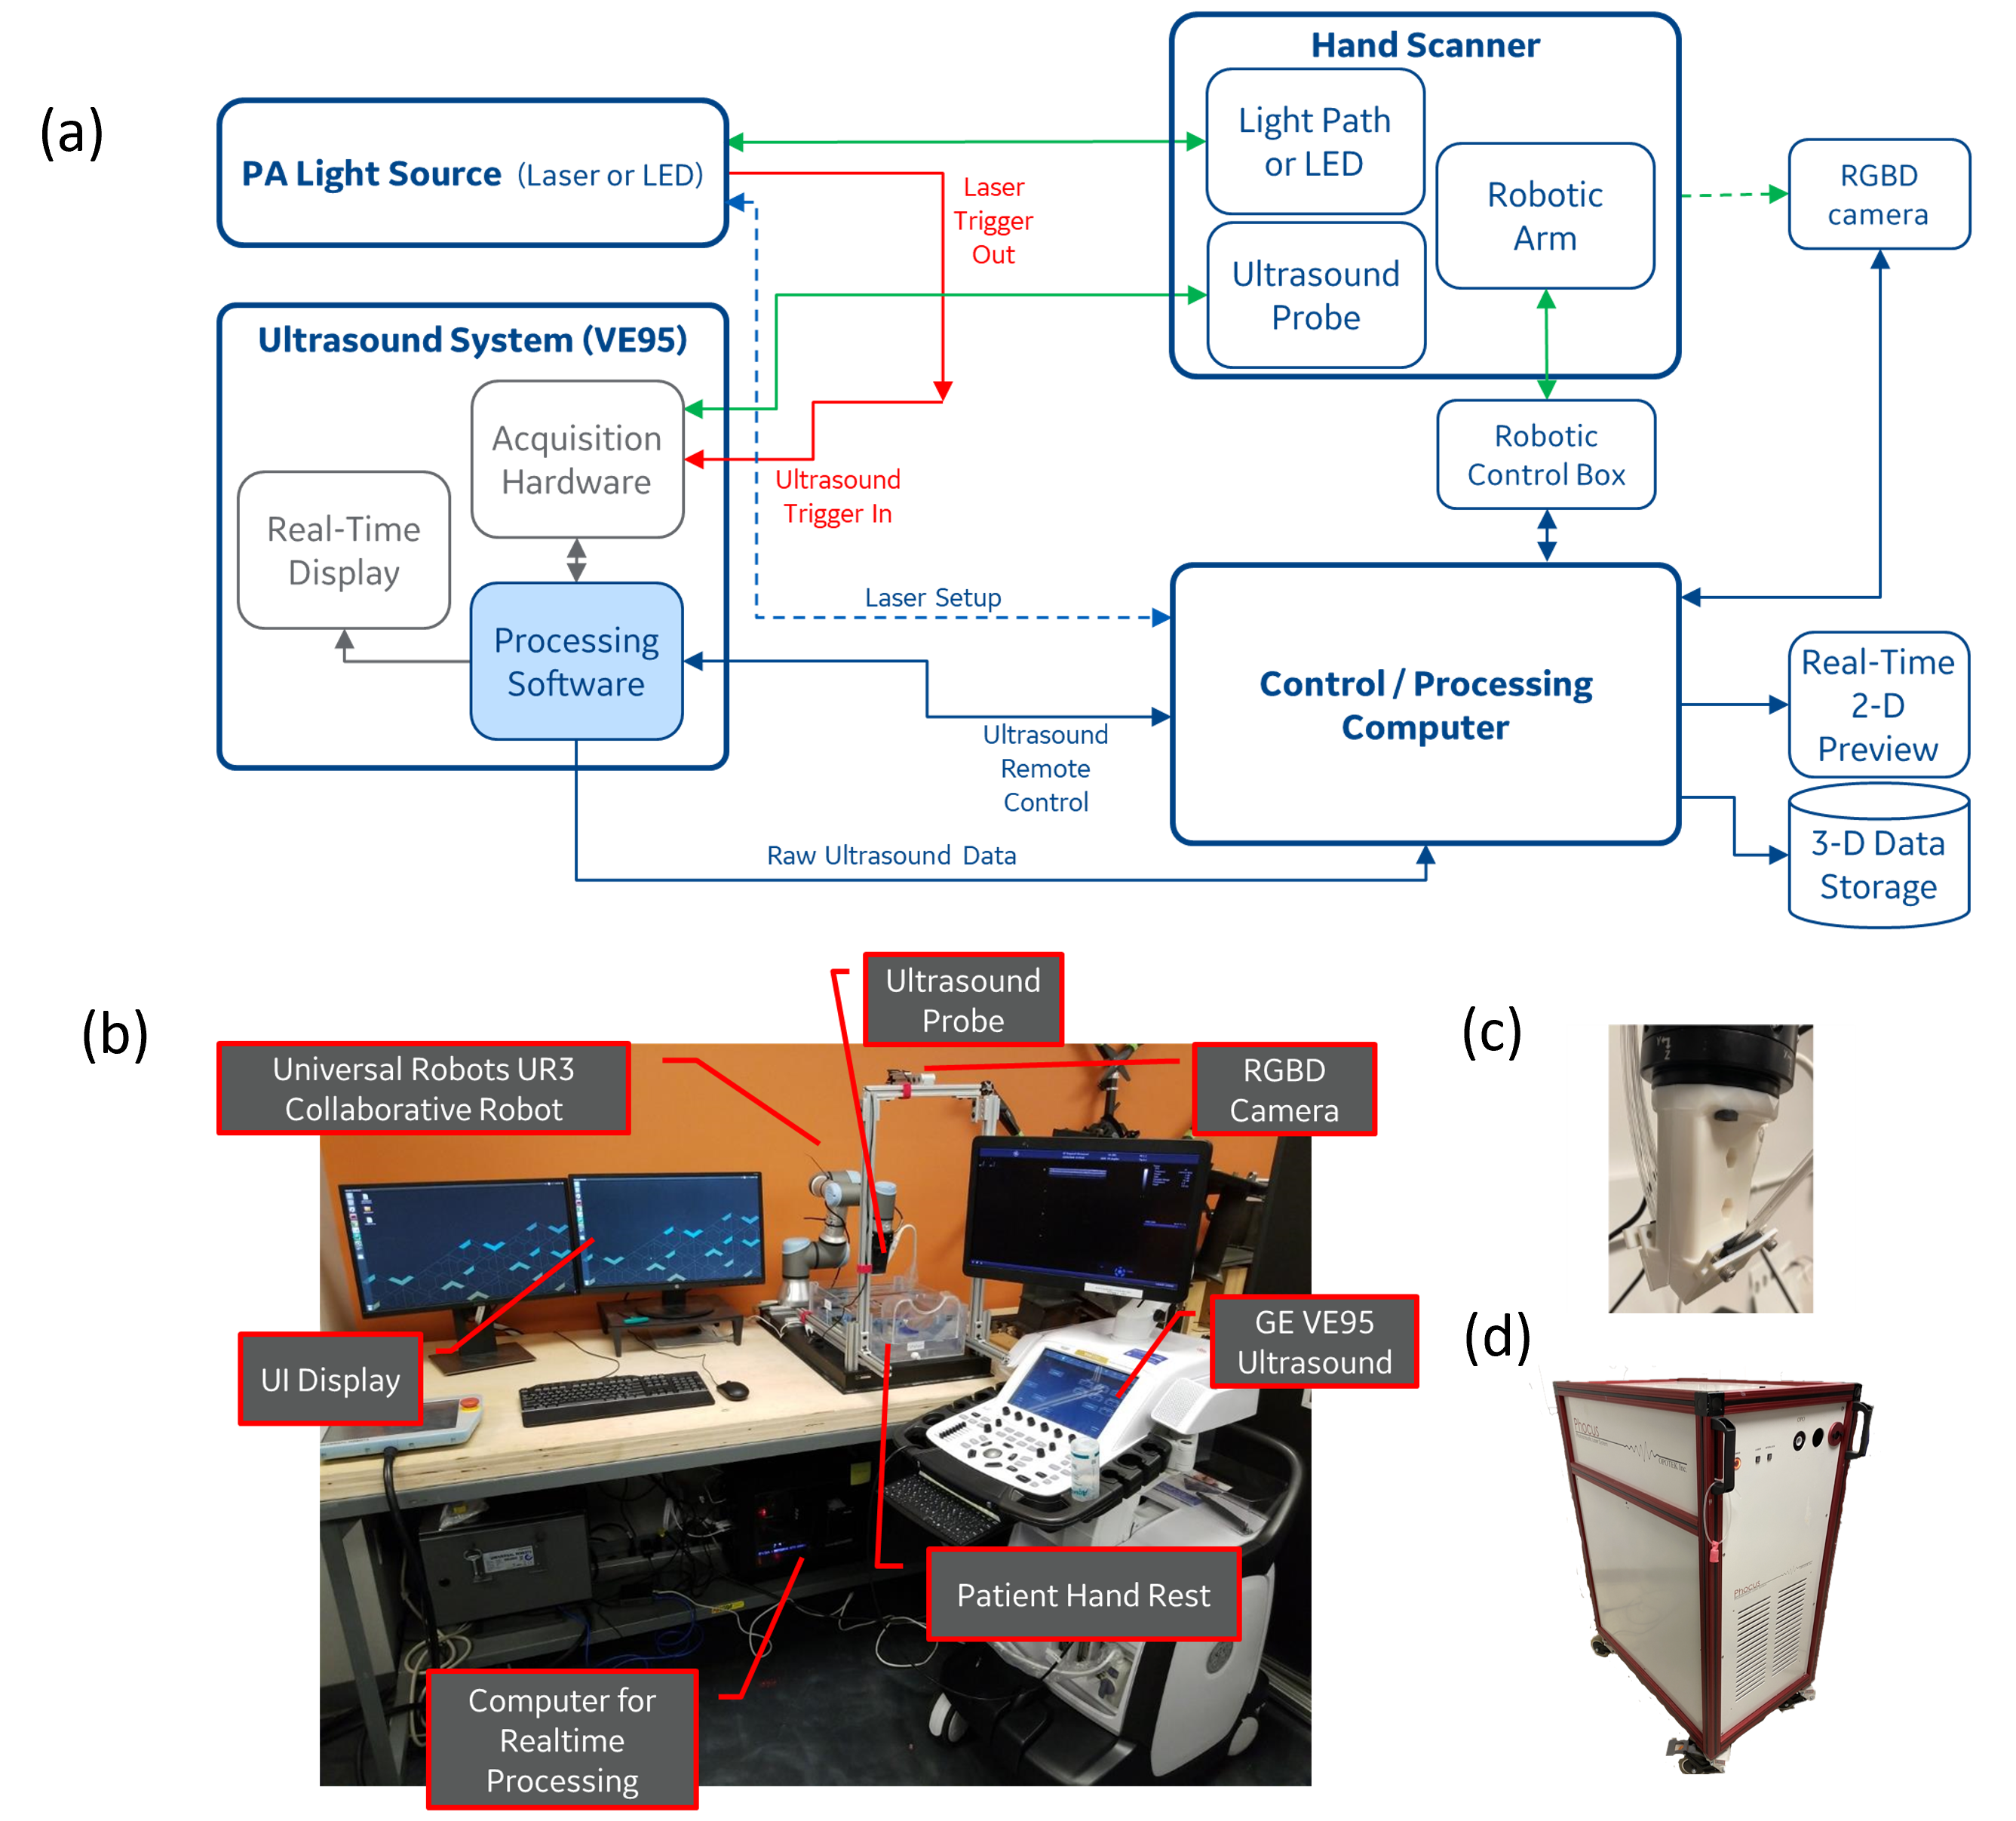 (a)
PA Light Source (Laser or LED)
Laser
Trigger
Out
Hand Scanner
Light Path
or LED
Robotic
Arm
Ultrasound
Probe
RGBD
camera
Ultrasound System (VE95)
Acquisition
Hardware
Real-Time
Display
Processing
Software
Ultrasound
Trigger In
Robotic
Control Box
Laser Setup
Control / Processing
Computer
Ultrasound
Remote
Control
Raw Ultrasound Data
Real-Time
2-D
Preview
3-D Data
Storage
(b)
Ultrasound
Probe
Universal Robots UR3
Collaborative Robot
RGBD
Camera
UI Display
GE VE95
Ultrasound
Patient Hand Rest
Computer for
Realtime
Processing
(c)
(d)
Phocus
Phocus